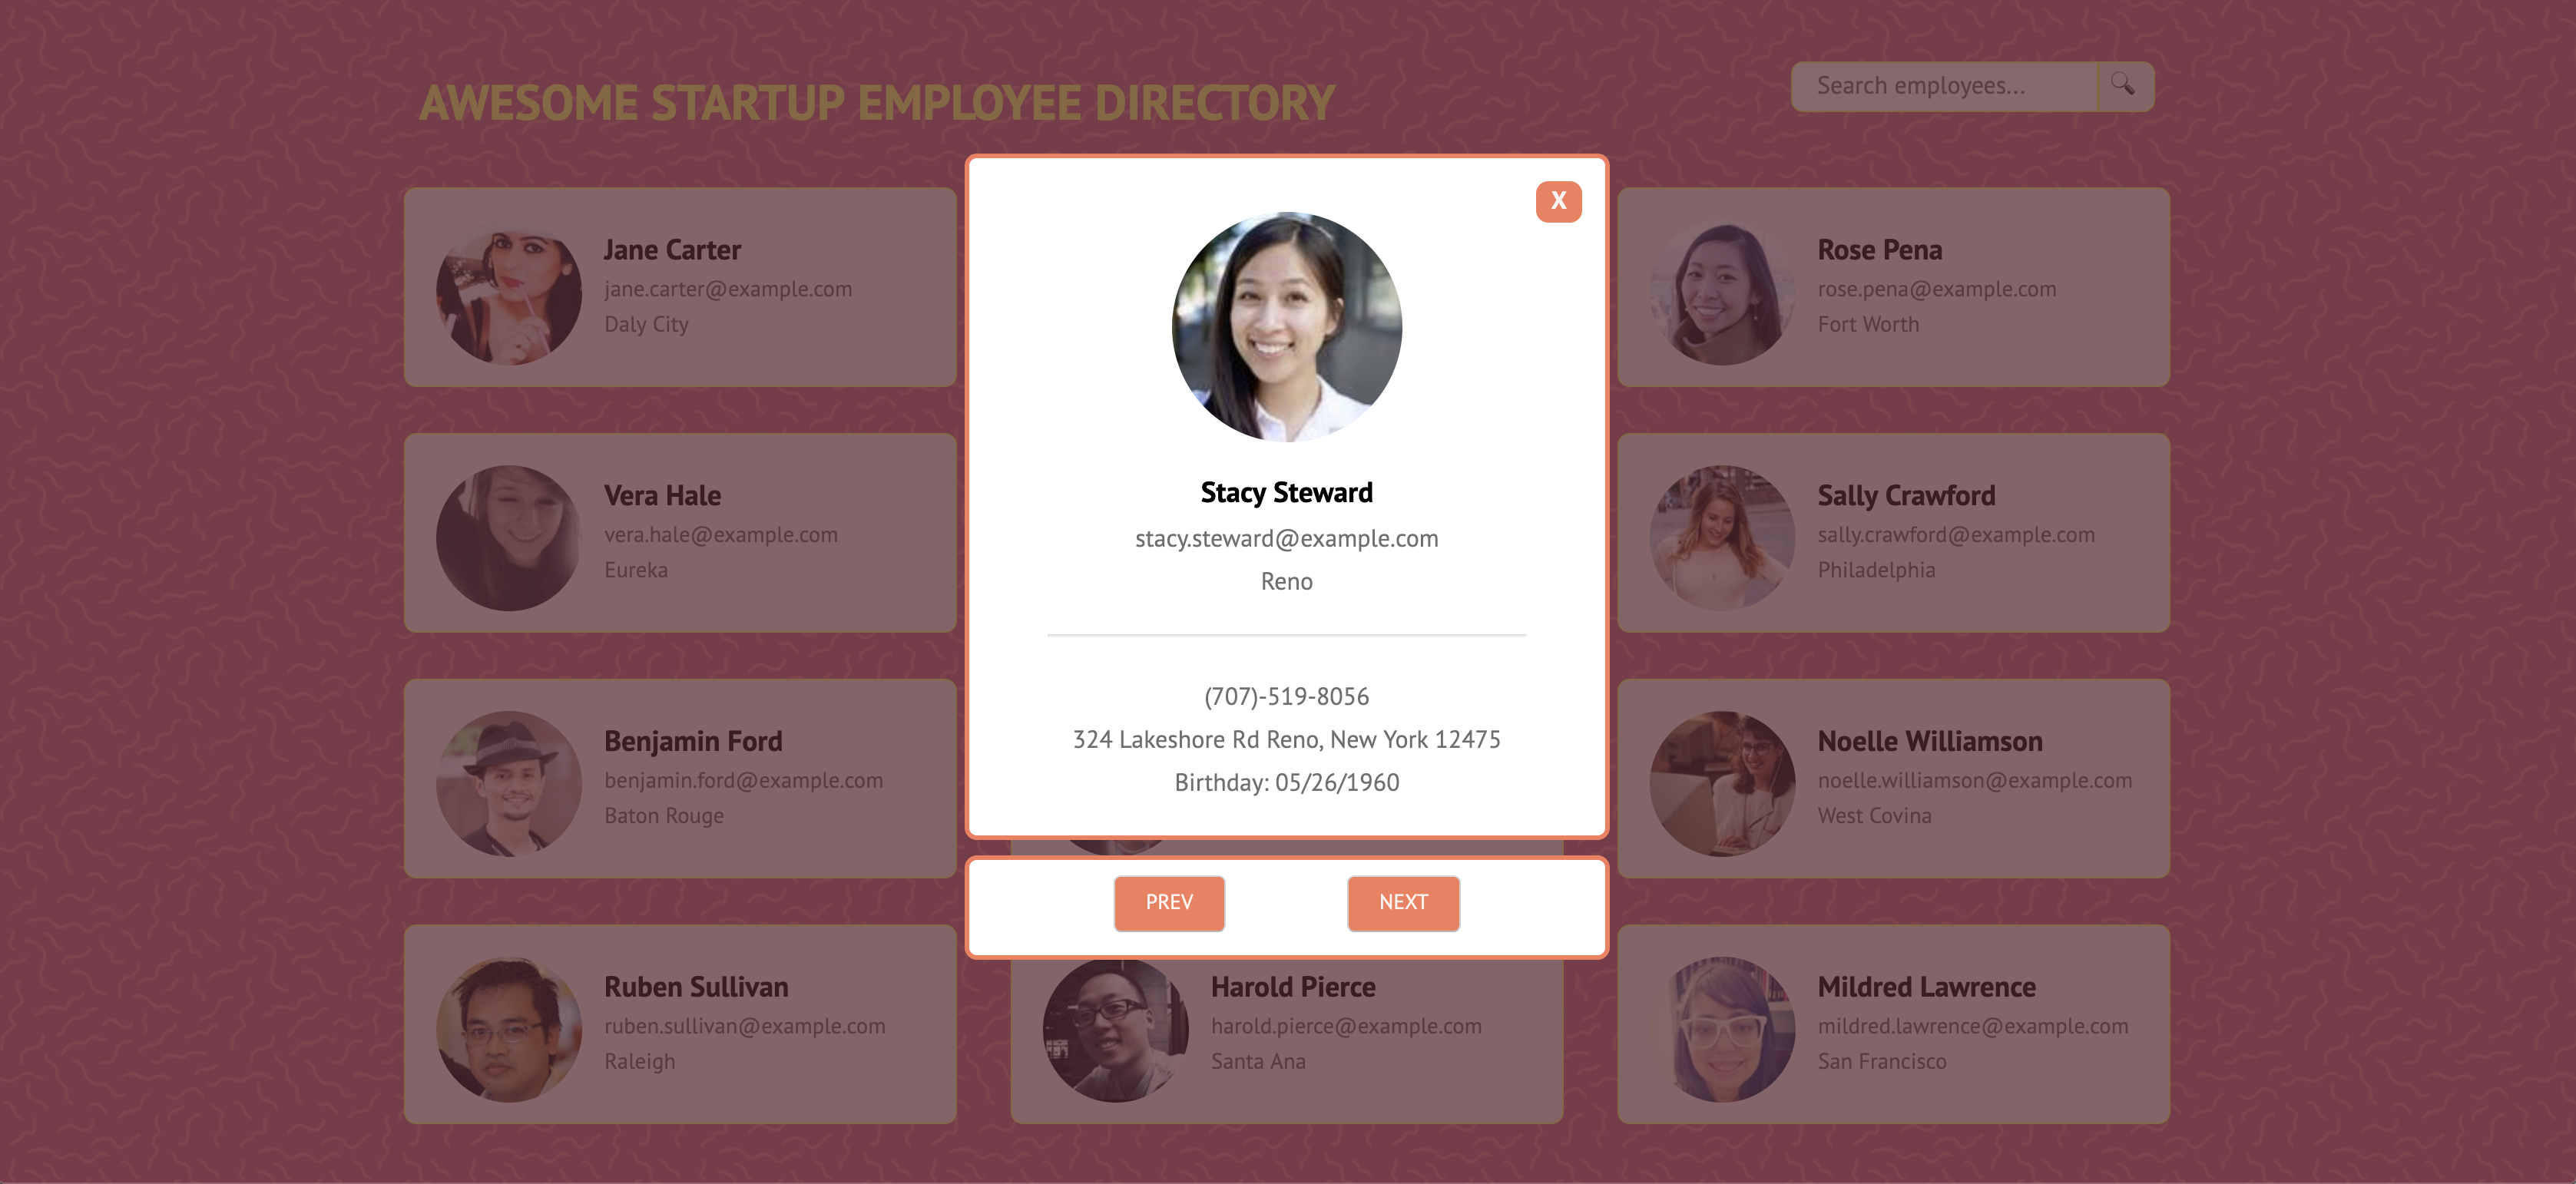 AWESOME STARTUP EMPLOYEE DIRECTORY
Search employees...
Jane Carter
jane.carter@example.com
Daly City
X
Stacy Steward
stacy.steward@example.com
Reno
(707)-519-8056
324 Lakeshore Rd Reno, New York 12475
Birthday: 05/26/1960
PREV
NEXT
Rose Pena
rose.pena@example.com
Fort Worth
Vera Hale
vera.hale@example.com
Eureka
Sally Crawford
sally.crawford@example.com
Philadelphia
Benjamin Ford
benjamin.ford@example.com
Baton Rouge
Noelle Williamson
noelle.williamson@example.com
West Covina
Ruben Sullivan
ruben.sullivan@example.com
Raleigh
Harold Pierce
harold.pierce@example.com
Santa Ana
Mildred Lawrence
mildred.lawrence@example.com
San Francisco